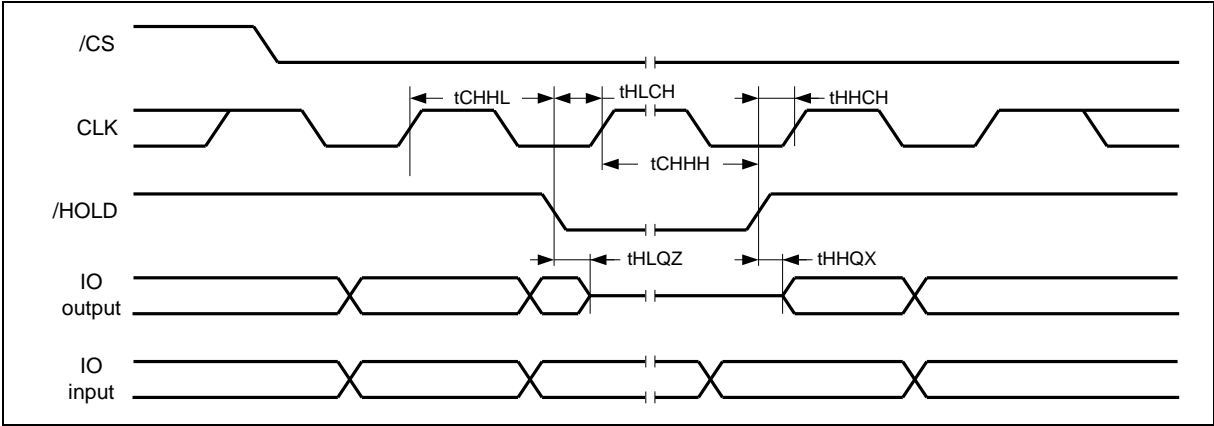 /CS
tCHHL
tHLCH
tHHCH
CLK
tCHHH
/HOLD
tHLQZ
tHHQX
IO
output
IO
input